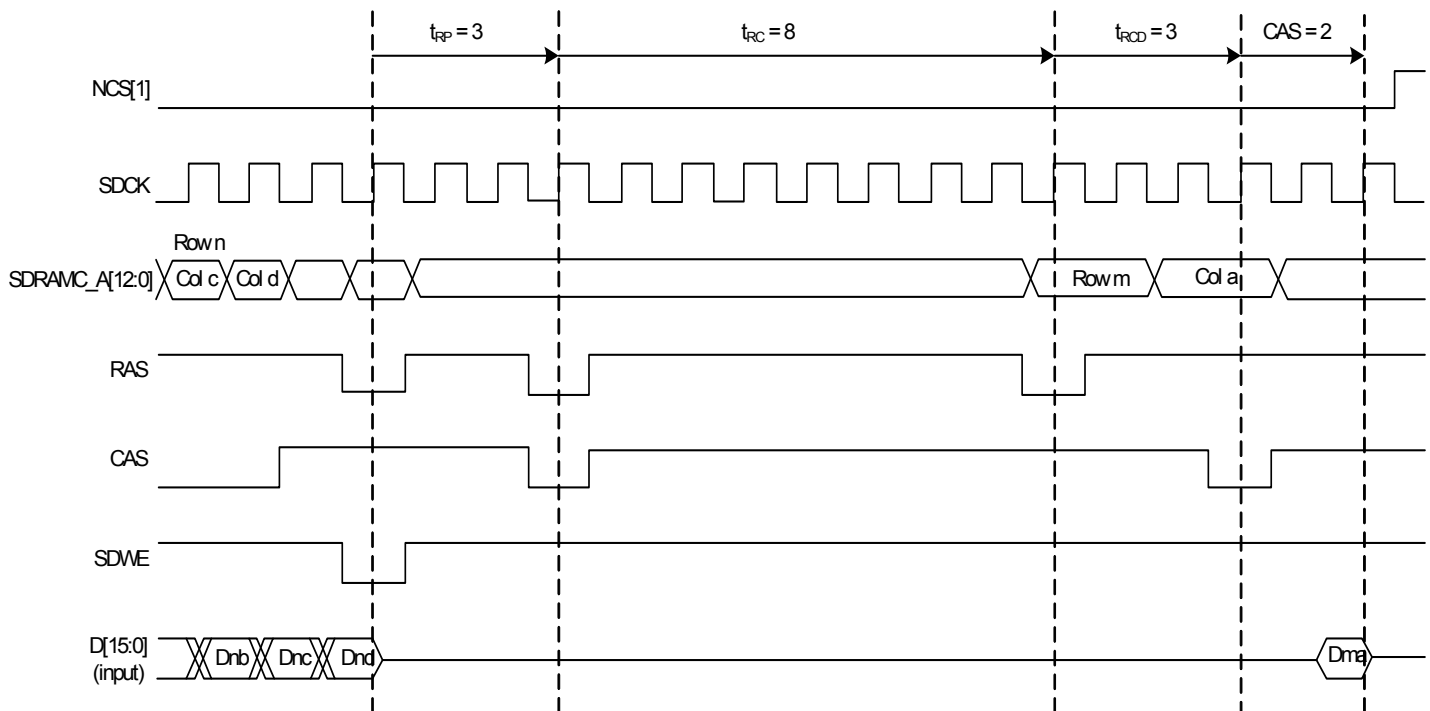 tRP = 3 tRC = 8 tRCD = 3 CAS = 2
NCS[1]
SDCK
Row n
SDRAMC_A[12:0] Col c Col d Row m Col a
RAS
CAS
SDWE
D[15:0] Dnb Dnc Dnd Dma
(input)